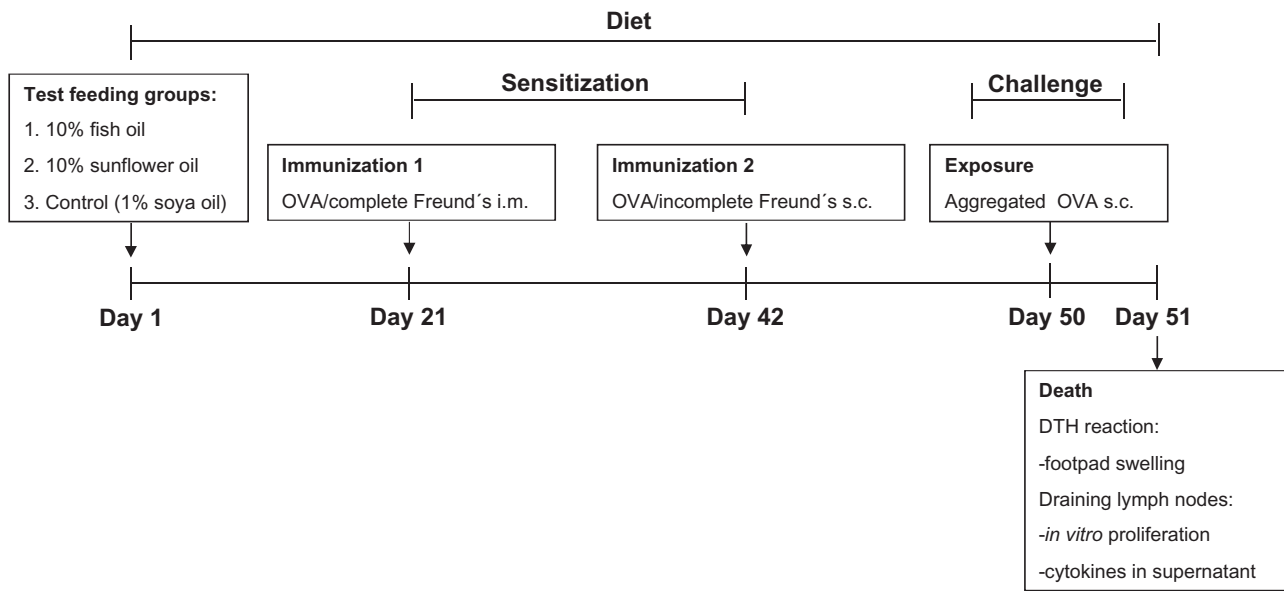 Diet
Test feeding groups:
1. 10% fish oil
2. 10% sunflower oil
3. Control (1% soya oil)
Sensitization
Challenge
Immunization 1
OVA/complete Freund´s i.m.
Immunization 2
OVA/incomplete Freund´s s.c.
Exposure
Aggregated OVA s.c.
Day 1
Day 21
Day 42
Day 50
Day 51
Death
DTH reaction:
-footpad swelling
Draining lymph nodes:
-in vitro proliferation
-cytokines in supernatant